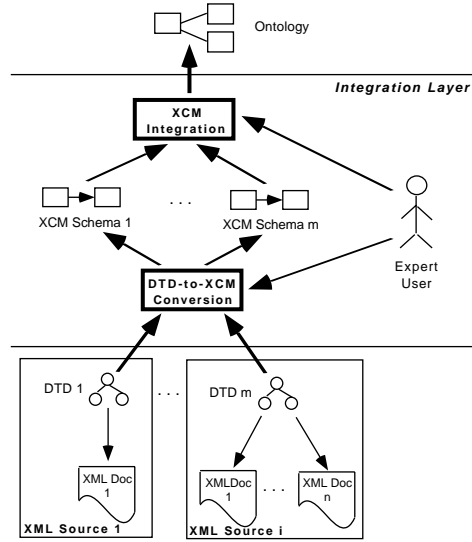 Ontology
Integration Layer
XCM
Integration
XCM Schema 1
. . .
XCM Schema m
Expert
User
DTD-to-XCM
Conversion
DTD 1
. . .
DTD m
XML Doc
1
XMLDoc
1
. . .
XML Doc
n
XML Source 1
XML Source i